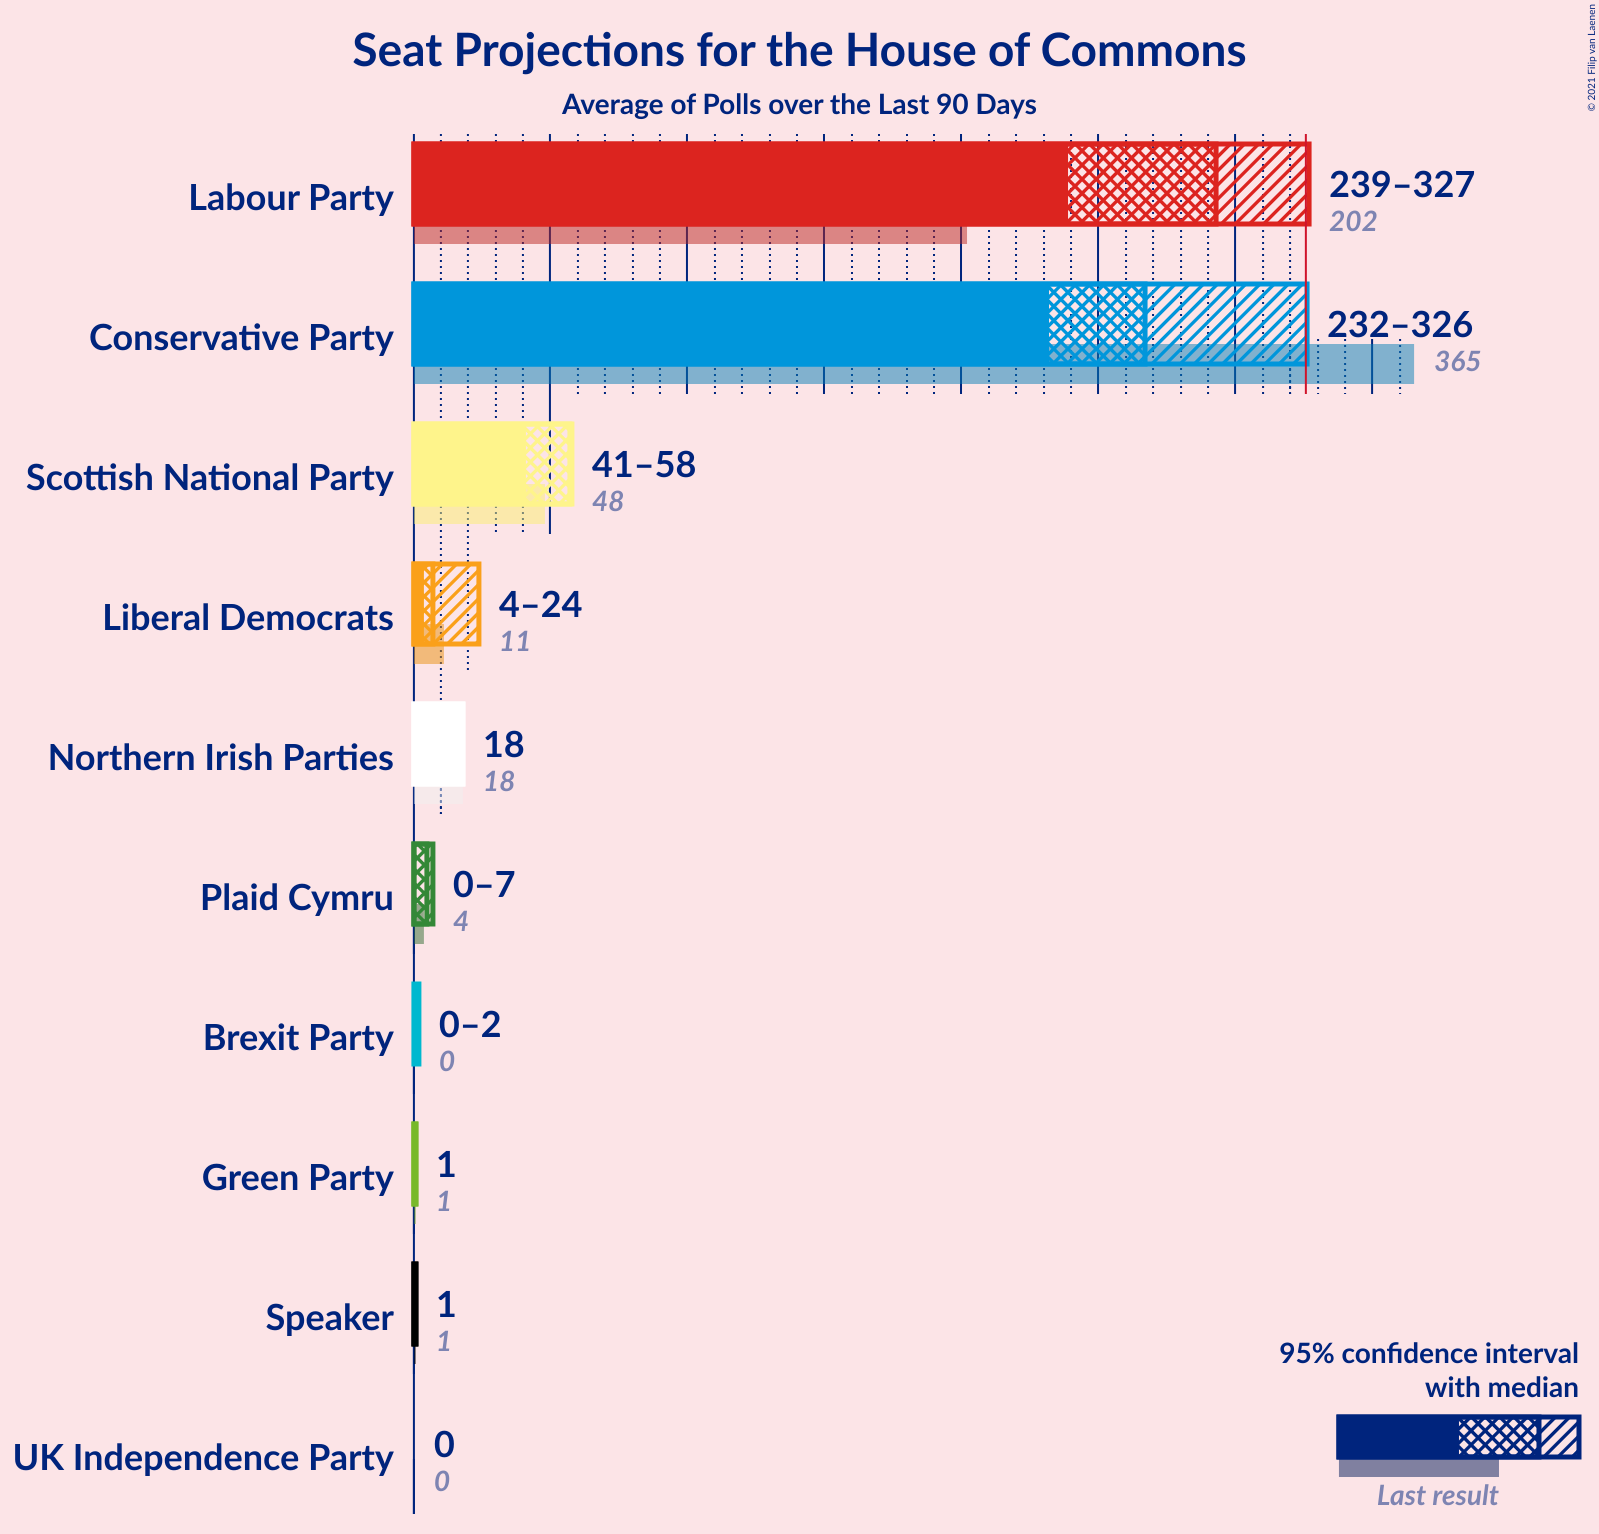 Seat Projections for the House of Commons
Average of Polls over the Last 90 Days
© 2021 Filip van Laenen
Labour Party
239–327
202
Conservative Party
232–326
365
Scottish National Party
41–58
48
Liberal Democrats
4–24
11
Northern Irish Parties
18
18
Plaid Cymru
0–7
4
Brexit Party
0–2
0
Green Party
1
1
Speaker
1
1
UK Independence Party
0
0
95% confidence interval
with median
Last result